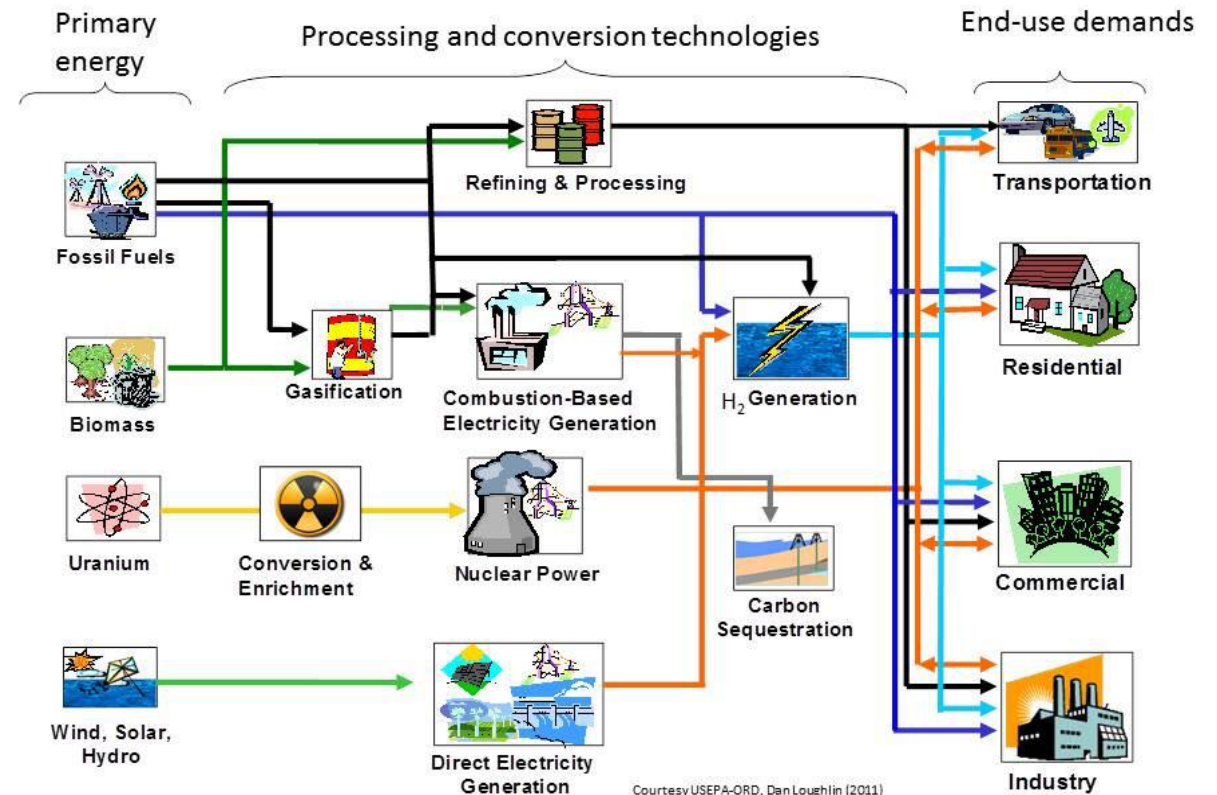 Primary
energy
Processing and conversion technologies
End-use demands
Refining & Processing
Transportation
Fossil Fuels
Gasification
Combustion-Based
Electricity Generation
H2 Generation
Residential
Biomass
Uranium
Conversion &
Enrichment
Nuclear Power
Carbon
Sequestration
Commercial
Wind, Solar,
Hydro
Direct Electricity
Generation
Courtesy USEPA-ORD, Dan Loughlin (2011)
Industry